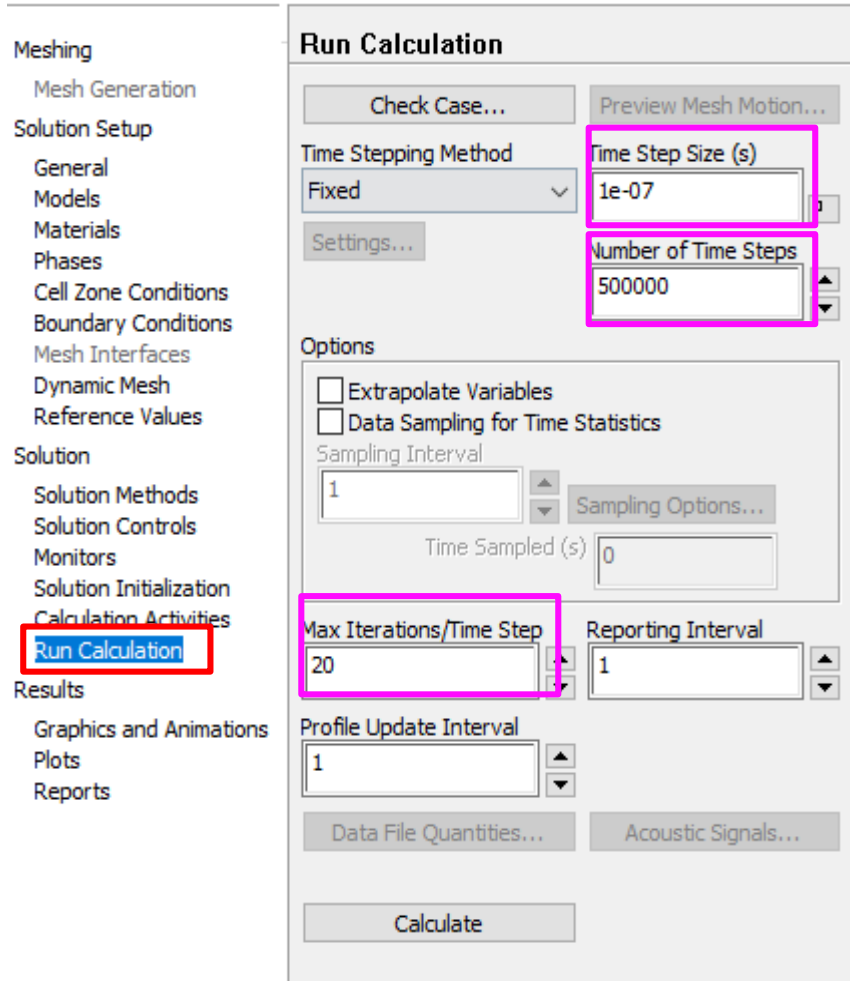 Meshing
Mesh Generation
Solution Setup
General
Models
Materials
Phases
Cell Zone Conditions
Boundary Conditions
Mesh Interfaces
Dynamic Mesh
Reference Values
Solution
Solution Methods
Solution Controls
Monitors
Solution Initialization
Calculation Activities
Run Calculation
Results
Graphics and Animations
Plots
Reports
Run Calculation
Check Case...
Preview Mesh Motion...
Time Stepping Method
Time Step Size (s)
Fixed
1e-07
Settings...
Number of Time Steps
500000
Options
Extrapolate Variables
Data Sampling for Time Statistics
Sampling Interval
1
Sampling Options...
Time Sampled (s)
0
Max Iterations/Time Step
Reporting Interval
20
1
Profile Update Interval
1
Data File Quantities...
Acoustic Signals...
Calculate